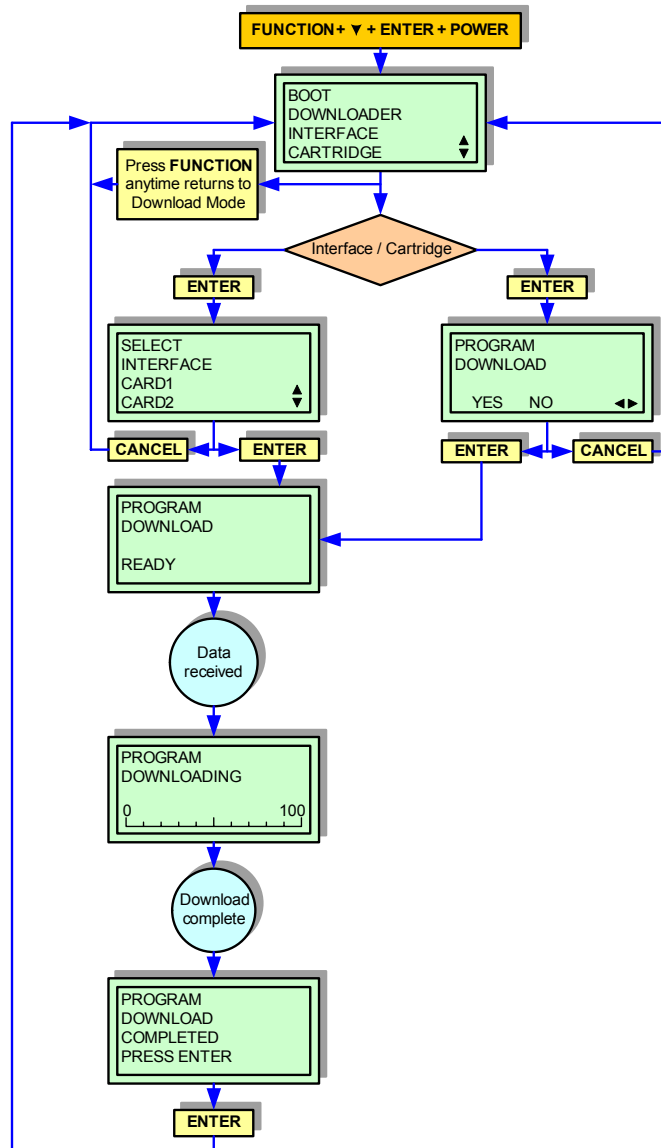 FUNCTION + ▼ + ENTER + POWER
BOOT
DOWNLOADER
INTERFACE
CARTRIDGE
Press FUNCTION
anytime returns to
Download Mode
Interface / Cartridge
ENTER
ENTER
SELECT
INTERFACE
CARD1
CARD2
PROGRAM
DOWNLOAD
YES NO
CANCEL
ENTER
ENTER
CANCEL
PROGRAM
DOWNLOAD
READY
Data
received
PROGRAM
DOWNLOADING
0 100
Download
complete
PROGRAM
DOWNLOAD
COMPLETED
PRESS ENTER
ENTER